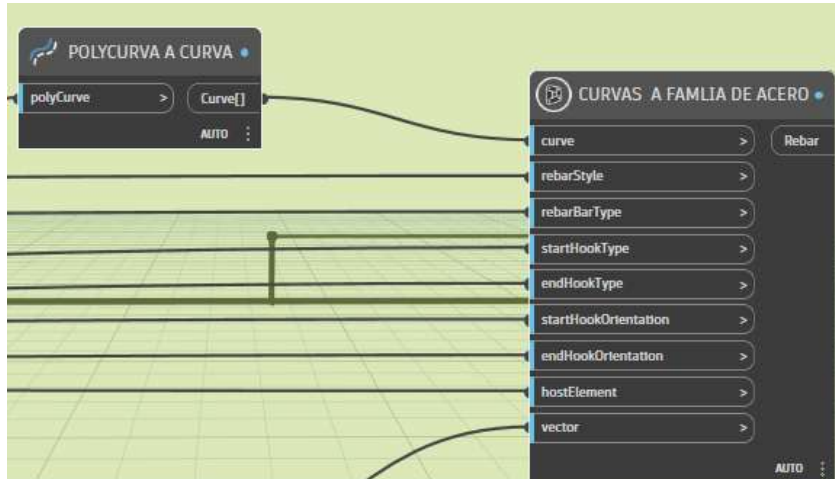 POLYCURVA A CURVA
polyCurve > Curve[]
AUTO
CURVAS A FAMLIA DE ACERO
curve > Rebar
rebarStyle >
rebarBarType >
startHookType >
endHookType >
startHookOrientation >
endHookOrientation >
hostElement >
vector >
AUTO